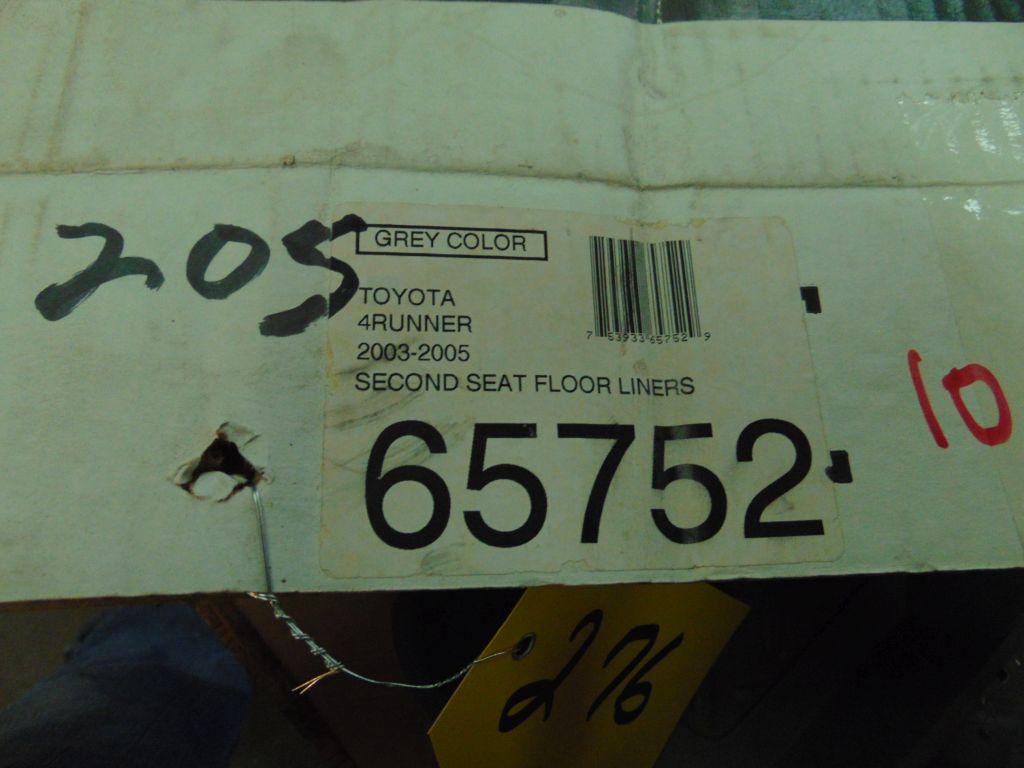 205
GREY COLOR
TOYOTA
4RUNNER
2003-2005
SECOND SEAT FLOOR LINERS
7 53933 65752 9
65752
10
276